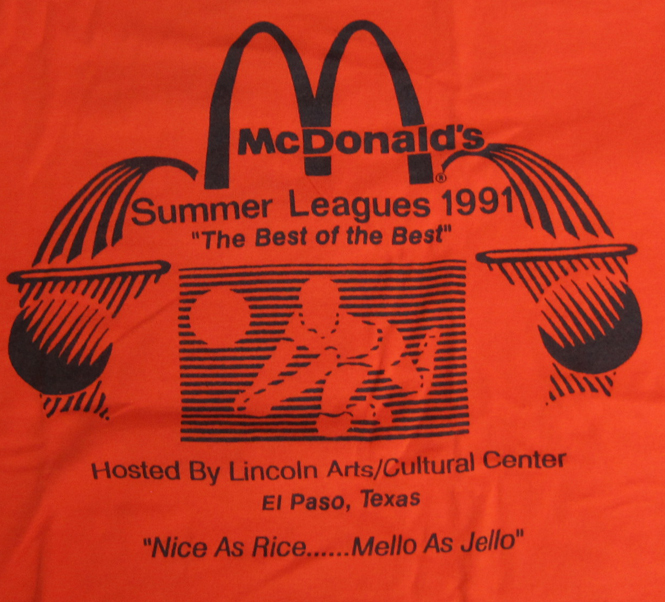 McDonald's®
Summer Leagues 1991
"The Best of the Best"
Hosted By Lincoln Arts/Cultural Center
El Paso, Texas
"Nice As Rice......Mello As Jello"